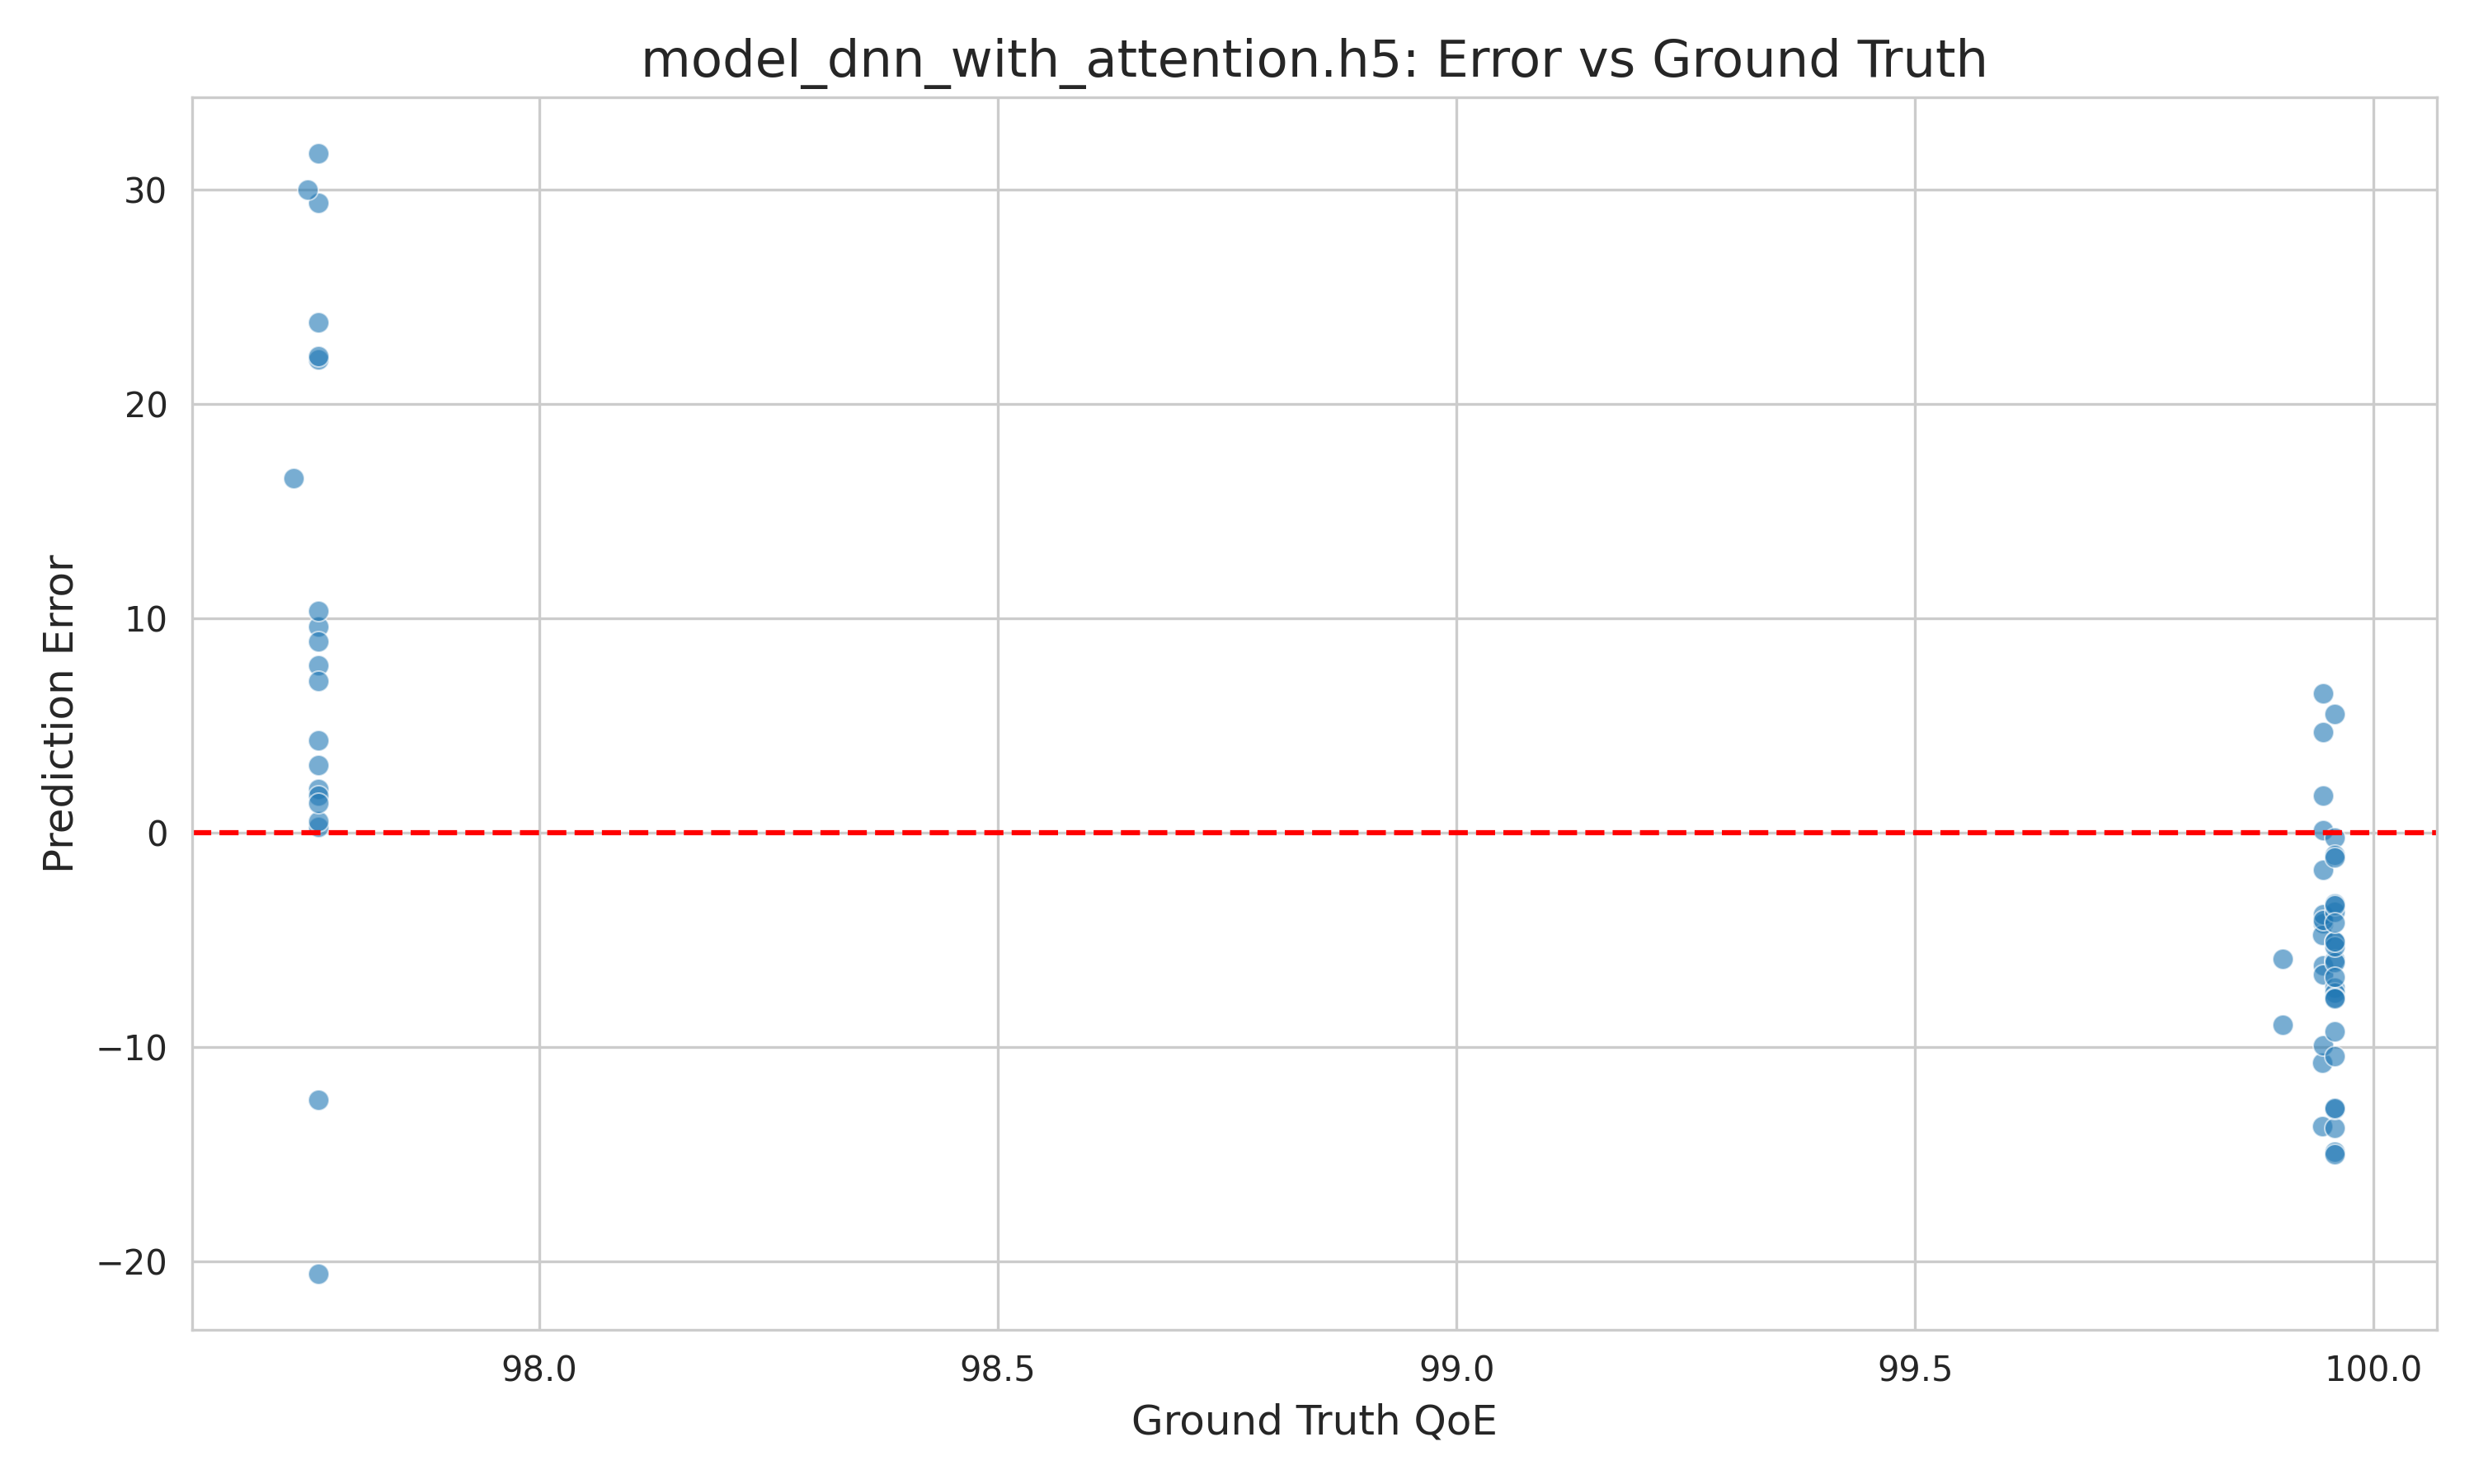 model_dnn_with_attention.h5: Error vs Ground Truth
Prediction Error
30
20
10
0
−10
−20
98.0 98.5 99.0 99.5 100.0
Ground Truth QoE